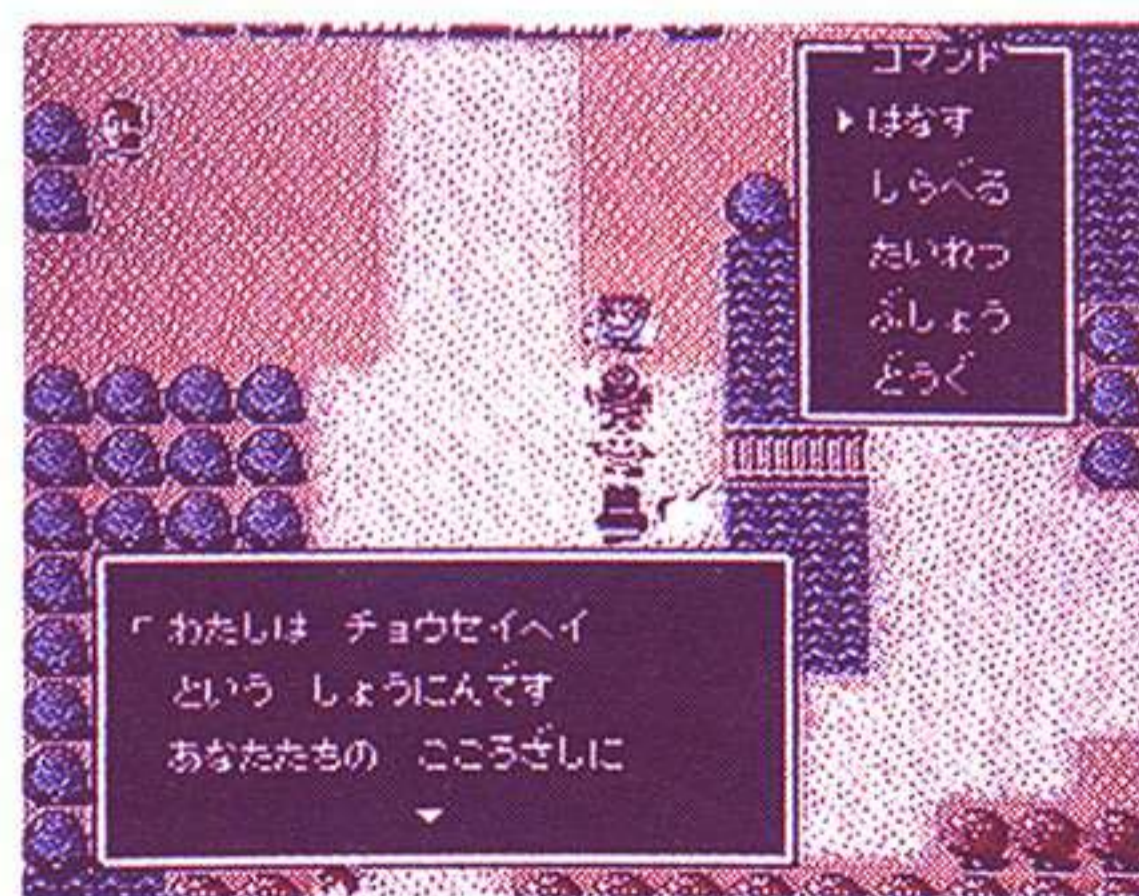 コマンド
▶はなす
しらべる
たいれつ
ぶしょう
どうぐ
「わたしは チョウセイヘイ
という しょうにんです
あなたたちの こころざしに
▼